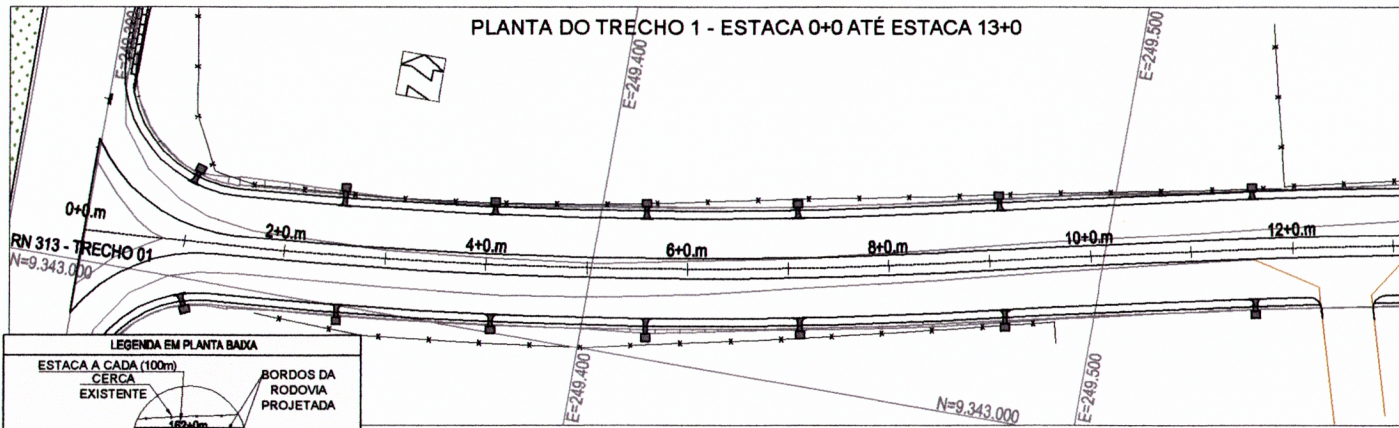 PLANTA DO TRECHO 1 - ESTACA 0+0 ATÉ ESTACA 13+0
E=249.400
E=249.500
0+0.m
2+0.m
4+0.m
6+0.m
8+0.m
10+0.m
12+0.m
RN 313 - TRECHO 01
N=9.343.000
LEGENDA EM PLANTA BAIXA
ESTACA A CADA (100m)
CERCA
EXISTENTE
BORDOS DA
RODOVIA
PROJETADA
E=249.400
E=249.500
N=9.343.000